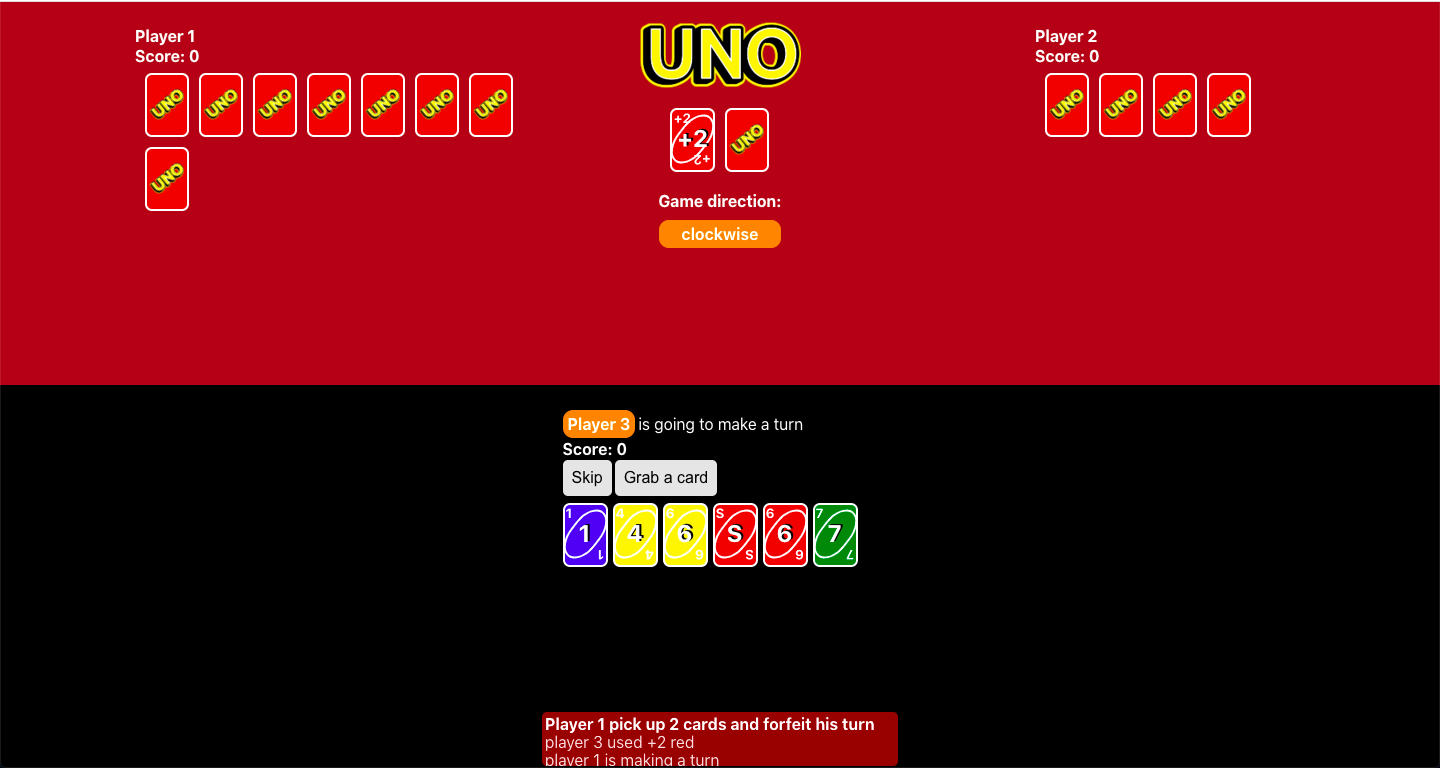 Player 1
Score: 0
UNO UNO UNO UNO UNO UNO UNO
UNO
UNO
+2 +2 +2
UNO
Game direction:
clockwise
Player 2
Score: 0
UNO UNO UNO UNO
Player 3 is going to make a turn
Score: 0
Skip Grab a card
1 4 6 S 6 7
1 4 6 S 6 7
1 4 6 S 6 7
Player 1 pick up 2 cards and forfeit his turn
player 3 used +2 red
player 1 is making a turn